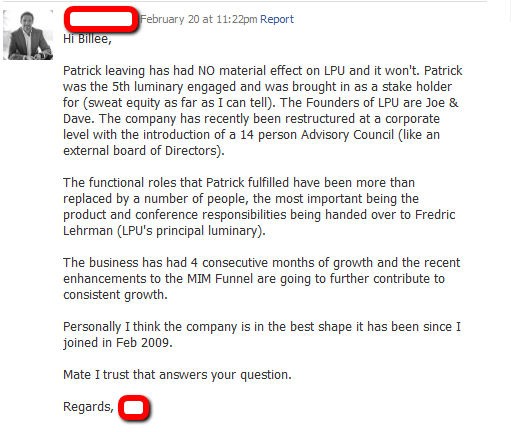 February 20 at 11:22pm Report
Hi Billee,
Patrick leaving has had NO material effect on LPU and it won't. Patrick
was the 5th luminary engaged and was brought in as a stake holder
for (sweat equity as far as I can tell). The Founders of LPU are Joe &
Dave. The company has recently been restructured at a corporate
level with the introduction of a 14 person Advisory Council (like an
external board of Directors).
The functional roles that Patrick fulfilled have been more than
replaced by a number of people, the most important being the
product and conference responsibilities being handed over to Fredric
Lehrman (LPU's principal luminary).
The business has had 4 consecutive months of growth and the recent
enhancements to the MIM Funnel are going to further contribute to
consistent growth.
Personally I think the company is in the best shape it has been since I
joined in Feb 2009.
Mate I trust that answers your question.
Regards,